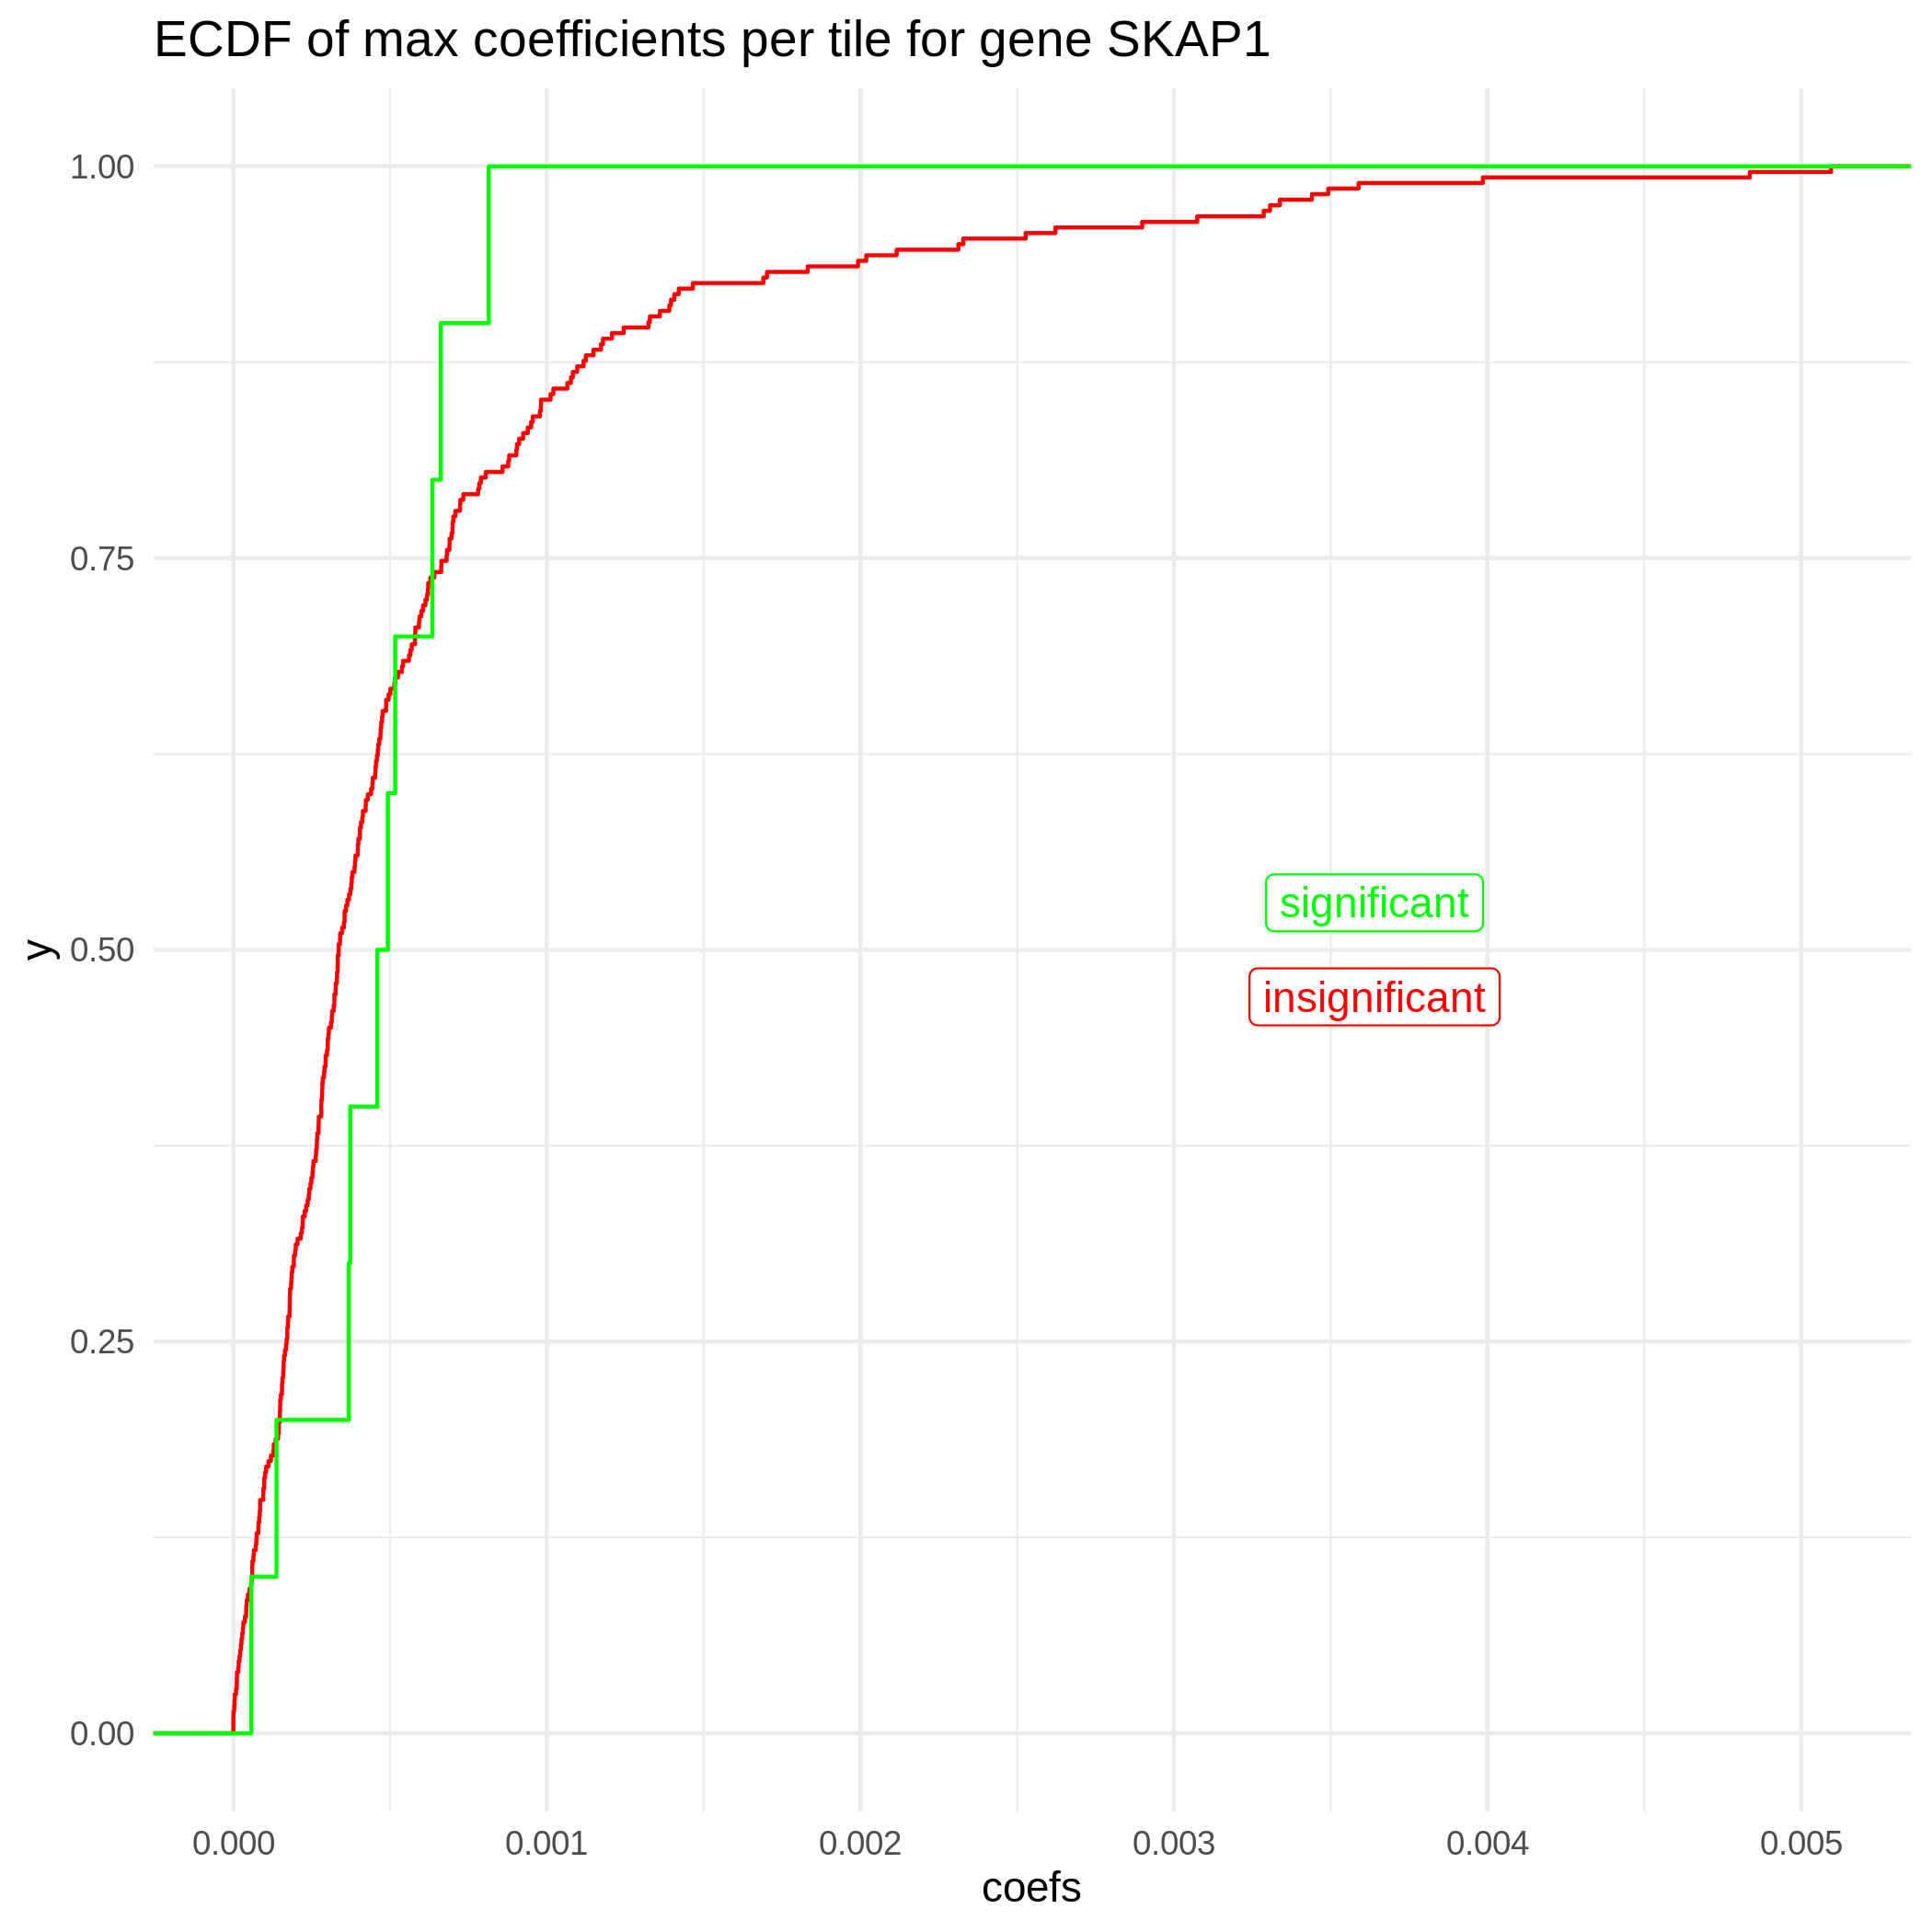 ECDF of max coefficients per tile for gene SKAP1
1.00
0.75
0.50
0.25
0.00
y
significant
insignificant
0.000 0.001 0.002 0.003 0.004 0.005
coefs